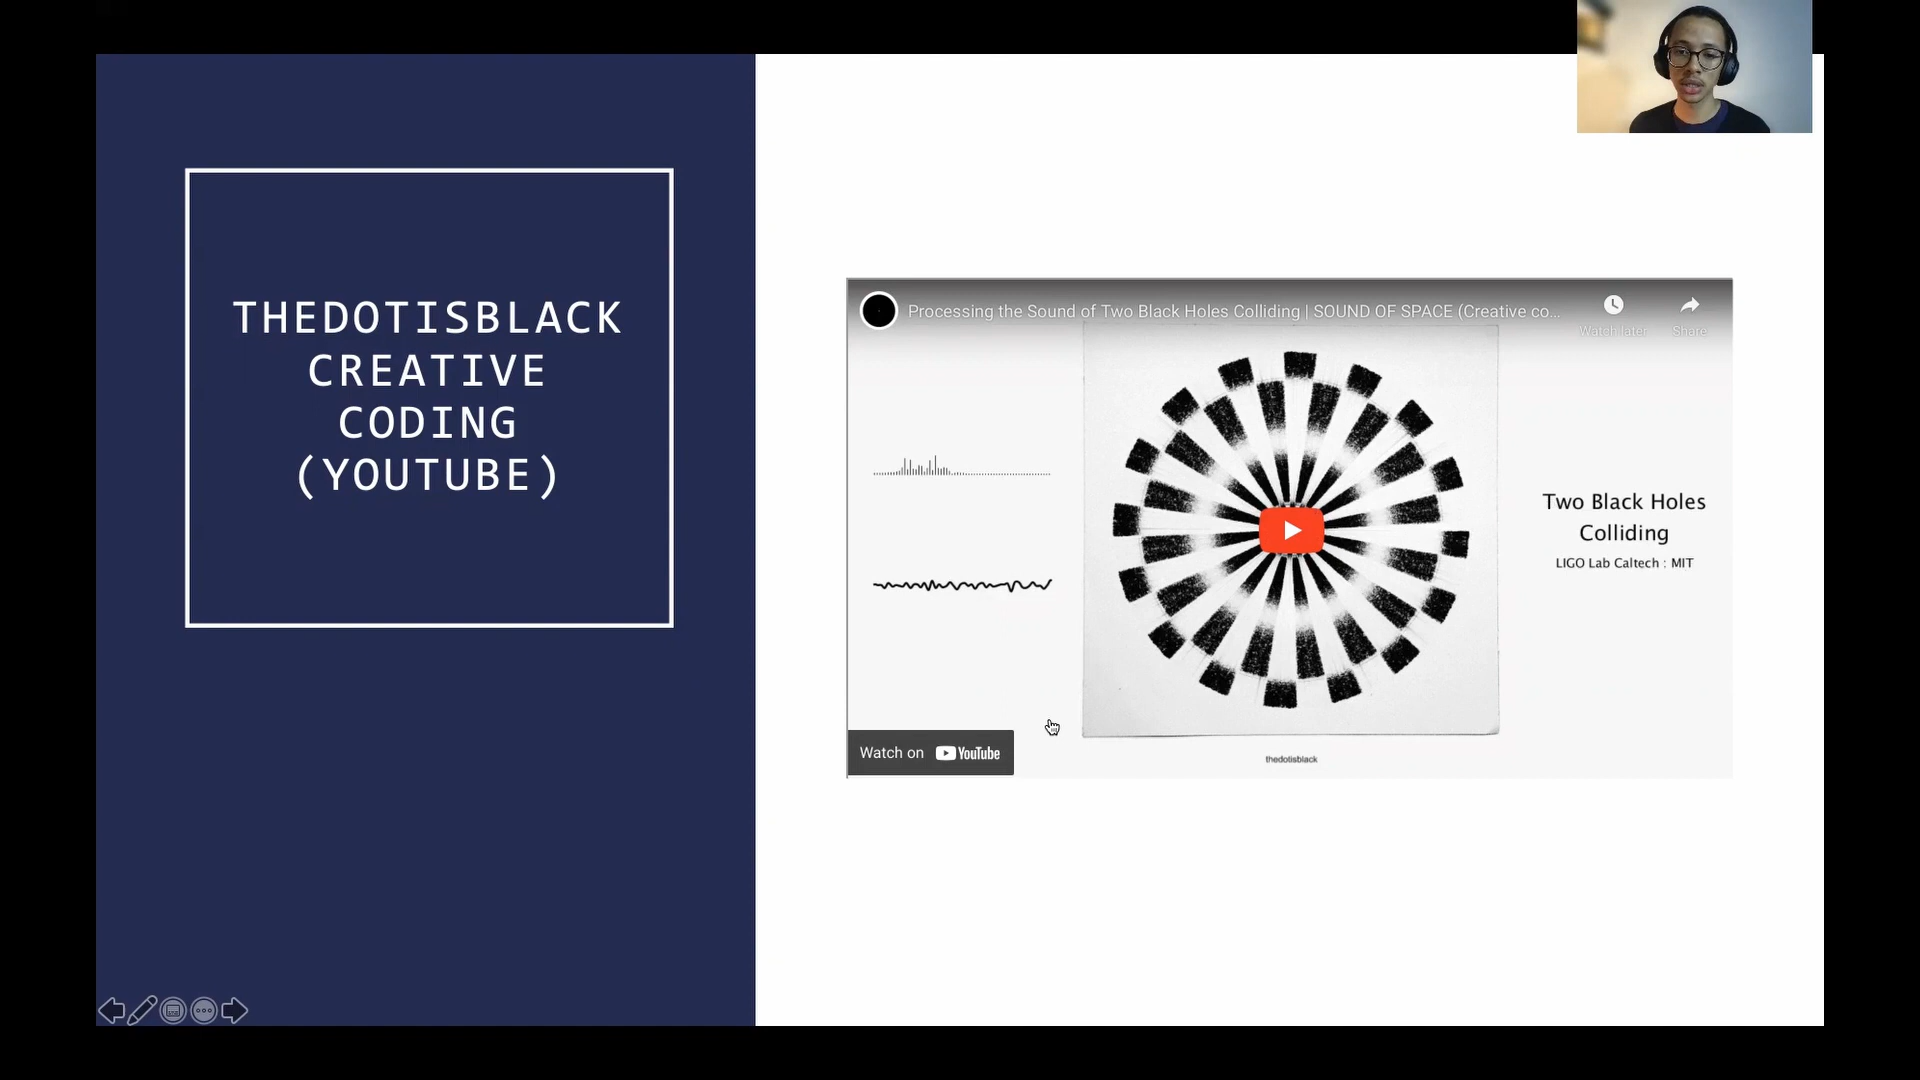 THEDOTISBLACK
CREATIVE
CODING
(YOUTUBE)
Processing the Sound of Two Black Holes Colliding | SOUND OF SPACE (Creative co...
Watch later
Share
Two Black Holes
Colliding
LIGO Lab Caltech : MIT
Watch on YouTube
thedotisblack